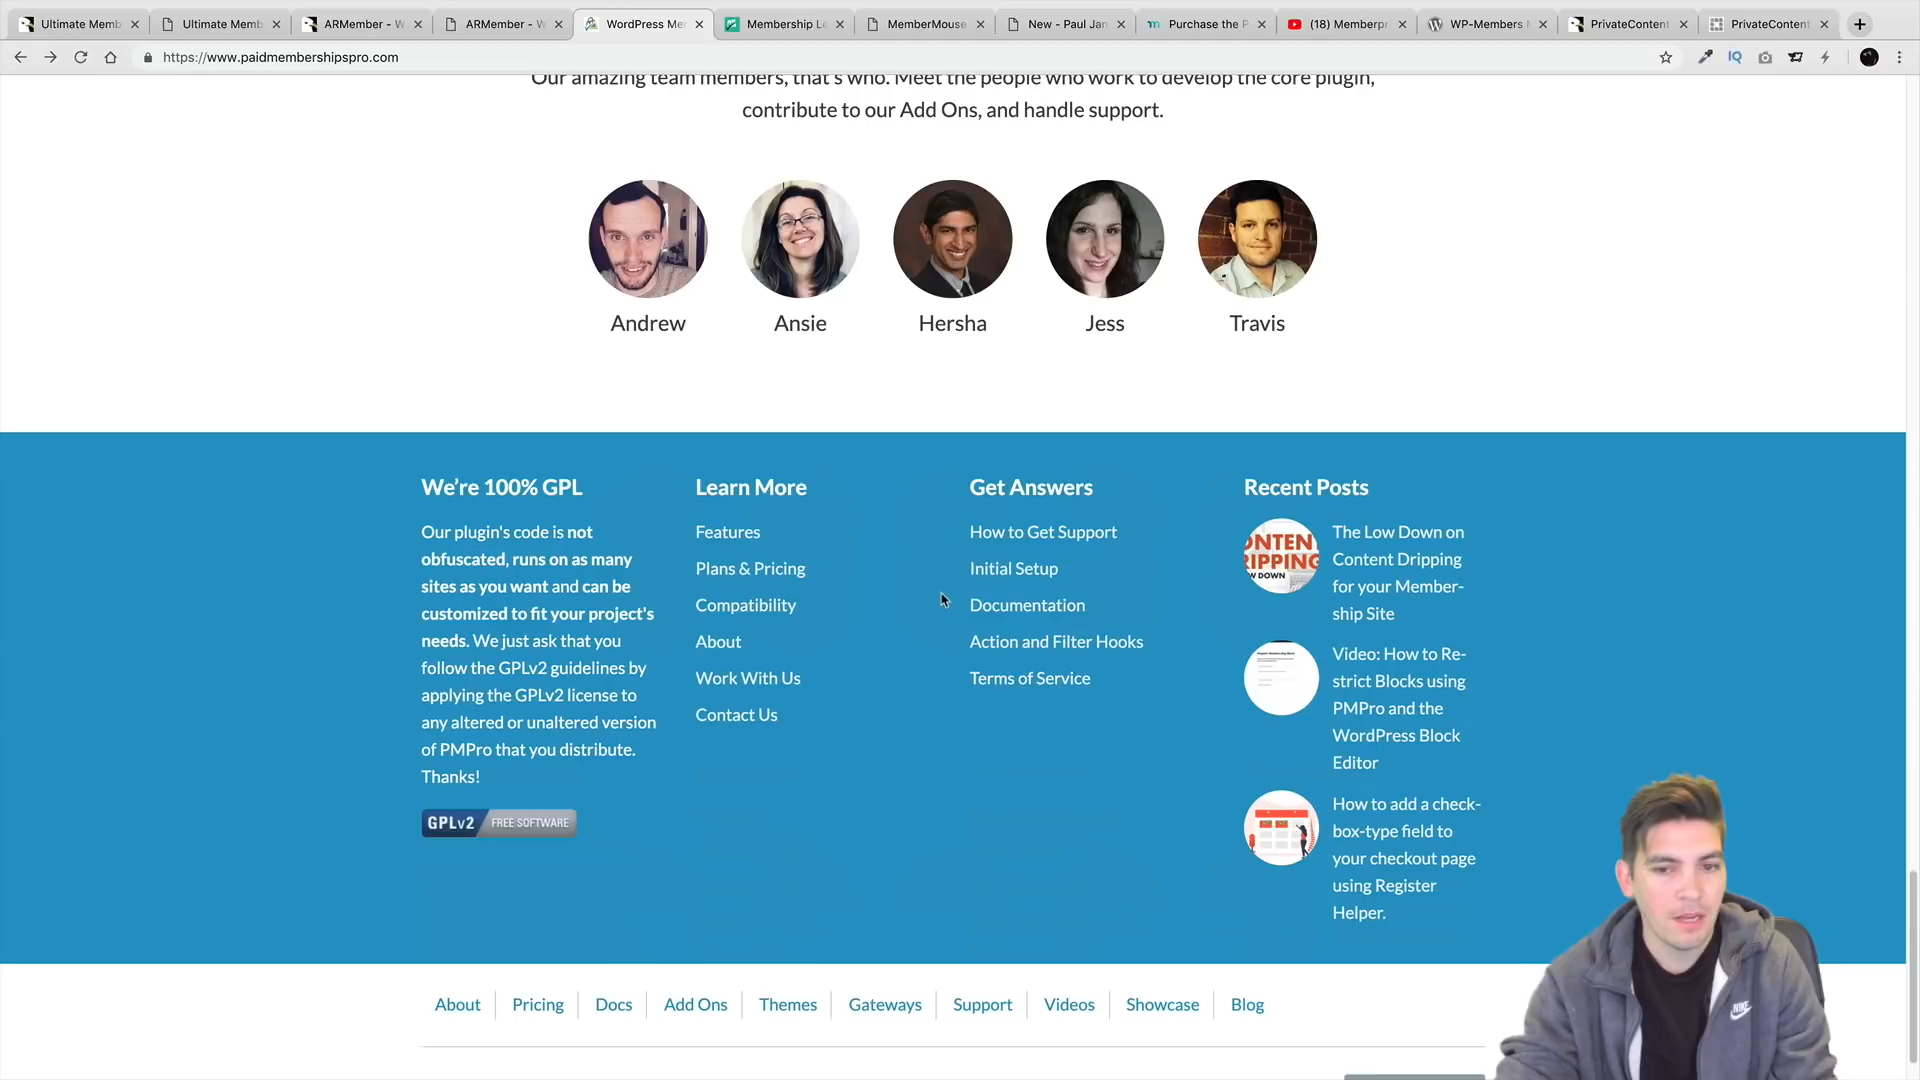 Ultimate Memb
Ultimate Memb
ARMember - W
ARMember - W
WordPress Mem
Membership Le
MemberMouse
New - Paul Jan
Purchase the P
(18) Memberpr
WP-Members M
PrivateContent
PrivateContent
https://www.paidmembershipspro.com
IQ
Our amazing team members, that's who. Meet the people who work to develop the core plugin,
contribute to our Add Ons, and handle support.
Andrew
Ansie
Hersha
Jess
Travis
We're 100% GPL
Our plugin's code is not
obfuscated, runs on as many
sites as you want and can be
customized to fit your project's
needs. We just ask that you
follow the GPLv2 guidelines by
applying the GPLv2 license to
any altered or unaltered version
of PMPro that you distribute.
Thanks!
GPLv2 FREE SOFTWARE
Learn More
Features
Plans & Pricing
Compatibility
About
Work With Us
Contact Us
Get Answers
How to Get Support
Initial Setup
Documentation
Action and Filter Hooks
Terms of Service
Recent Posts
ONTEN
RIPPING
W DOWN
The Low Down on
Content Dripping
for your Member-
ship Site
Video: How to Re-
strict Blocks using
PMPro and the
WordPress Block
Editor
How to add a check-
box-type field to
your checkout page
using Register
Helper.
About
Pricing
Docs
Add Ons
Themes
Gateways
Support
Videos
Showcase
Blog